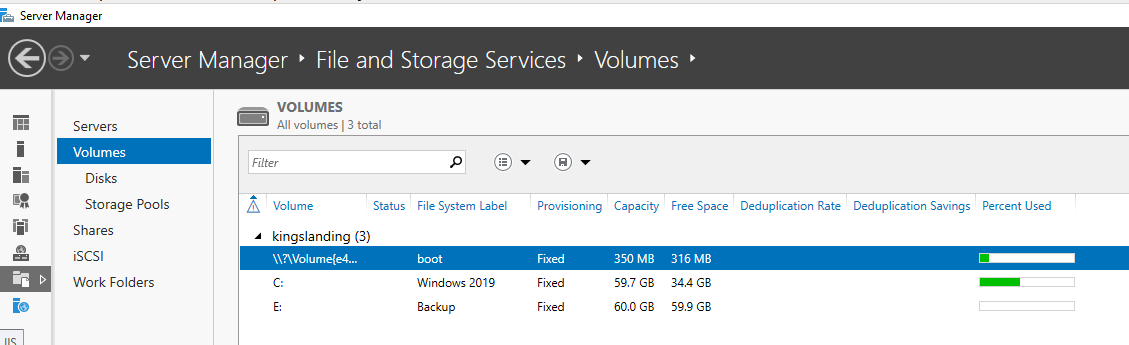 Server Manager
Server Manager ‣ File and Storage Services ‣ Volumes ‣
Servers
Volumes
Disks
Storage Pools
Shares
iSCSI
Work Folders
IIS
VOLUMES
All volumes | 3 total
Filter
Volume Status File System Label Provisioning Capacity Free Space Deduplication Rate Deduplication Savings Percent Used
kingslanding (3)
\\?\Volume{e4... boot Fixed 350 MB 316 MB
C: Windows 2019 Fixed 59.7 GB 34.4 GB
E: Backup Fixed 60.0 GB 59.9 GB